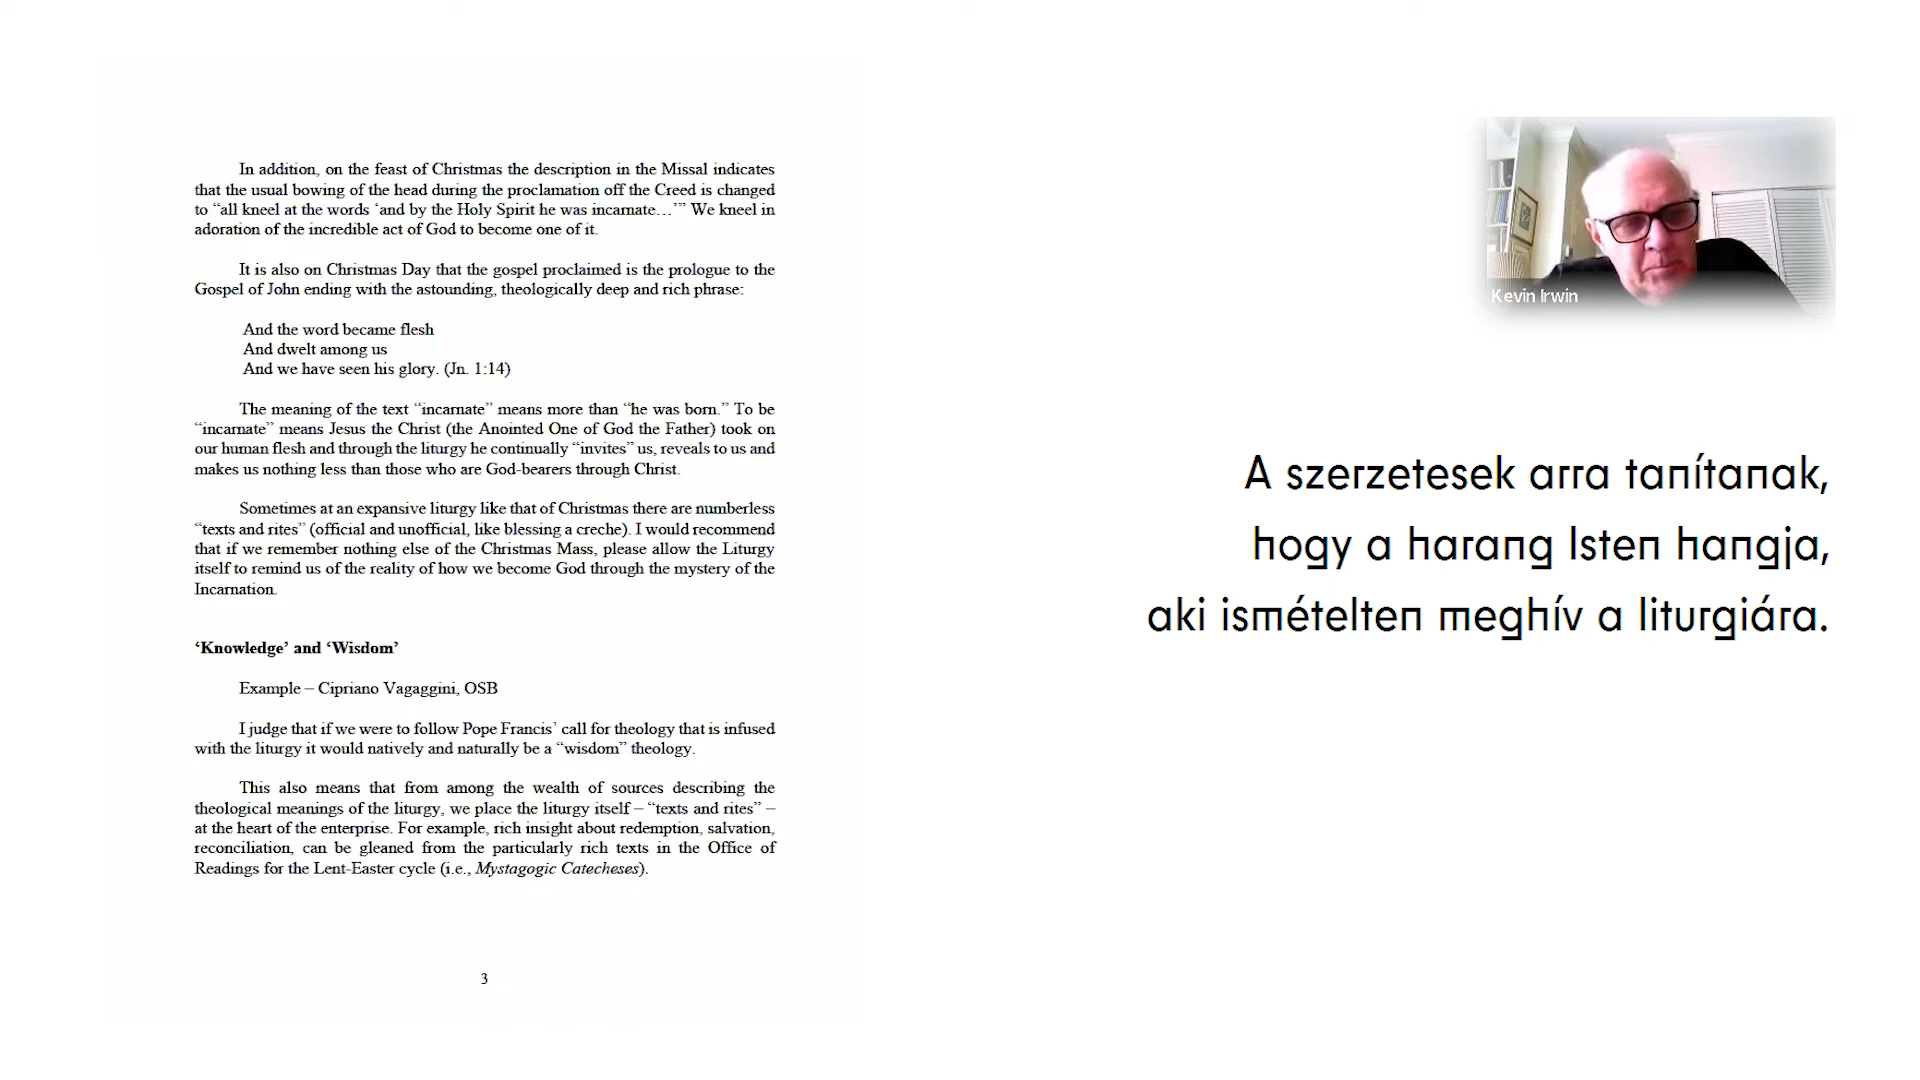 In addition, on the feast of Christmas the description in the Missal indicates
that the usual bowing of the head during the proclamation off the Creed is changed
to “all kneel at the words ‘and by the Holy Spirit he was incarnate…’” We kneel in
adoration of the incredible act of God to become one of it.
It is also on Christmas Day that the gospel proclaimed is the prologue to the
Gospel of John ending with the astounding, theologically deep and rich phrase:
And the word became flesh
And dwelt among us
And we have seen his glory. (Jn. 1:14)
The meaning of the text “incarnate” means more than “he was born.” To be
“incarnate” means Jesus the Christ (the Anointed One of God the Father) took on
our human flesh and through the liturgy he continually “invites” us, reveals to us and
makes us nothing less than those who are God-bearers through Christ.
Sometimes at an expansive liturgy like that of Christmas there are numberless
“texts and rites” (official and unofficial, like blessing a creche). I would recommend
that if we remember nothing else of the Christmas Mass, please allow the Liturgy
itself to remind us of the reality of how we become God through the mystery of the
Incarnation.
‘Knowledge’ and ‘Wisdom’
Example – Cipriano Vagaggini, OSB
I judge that if we were to follow Pope Francis’ call for theology that is infused
with the liturgy it would natively and naturally be a “wisdom” theology.
This also means that from among the wealth of sources describing the
theological meanings of the liturgy, we place the liturgy itself – “texts and rites” –
at the heart of the enterprise. For example, rich insight about redemption, salvation,
reconciliation, can be gleaned from the particularly rich texts in the Office of
Readings for the Lent-Easter cycle (i.e., Mystagogic Catecheses).
3
Kevin Irwin
A szerzetesek arra tanítanak,
hogy a harang Isten hangja,
aki ismételten meghív a liturgiára.